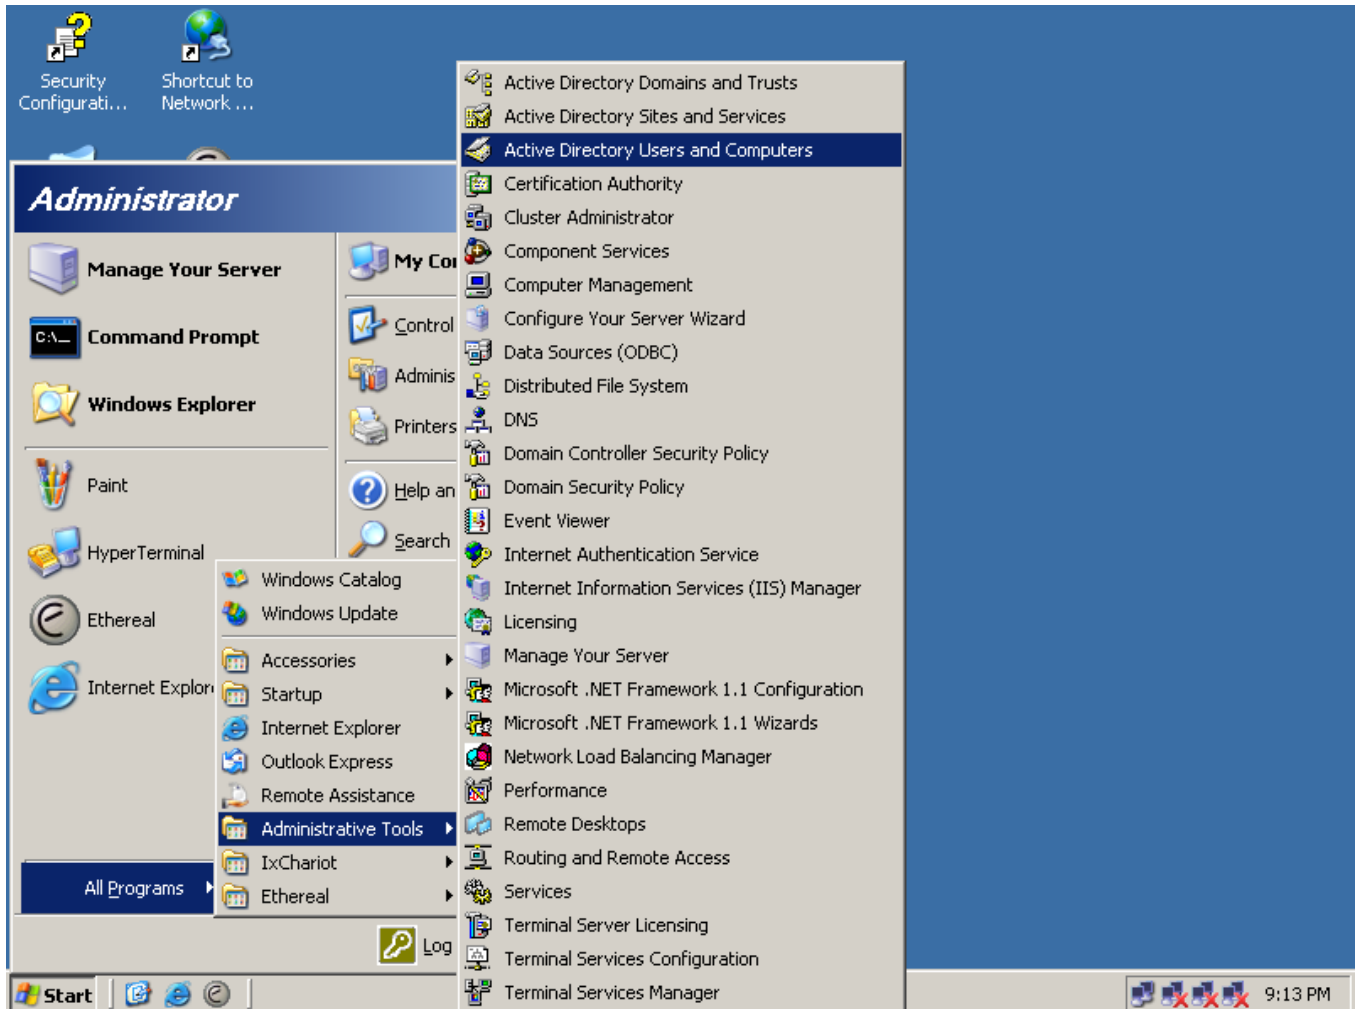 Security
Configurati...
Shortcut to
Network ...
Administrator
Manage Your Server
Command Prompt
Windows Explorer
Paint
HyperTerminal
Ethereal
Internet Explor
All Programs
My Co
Control
Adminis
Printers
Help an
Search
Log
Windows Catalog
Windows Update
Accessories
Startup
Internet Explorer
Outlook Express
Remote Assistance
Administrative Tools
IxChariot
Ethereal
Active Directory Domains and Trusts
Active Directory Sites and Services
Active Directory Users and Computers
Certification Authority
Cluster Administrator
Component Services
Computer Management
Configure Your Server Wizard
Data Sources (ODBC)
Distributed File System
DNS
Domain Controller Security Policy
Domain Security Policy
Event Viewer
Internet Authentication Service
Internet Information Services (IIS) Manager
Licensing
Manage Your Server
Microsoft .NET Framework 1.1 Configuration
Microsoft .NET Framework 1.1 Wizards
Network Load Balancing Manager
Performance
Remote Desktops
Routing and Remote Access
Services
Terminal Server Licensing
Terminal Services Configuration
Terminal Services Manager
Start
9:13 PM